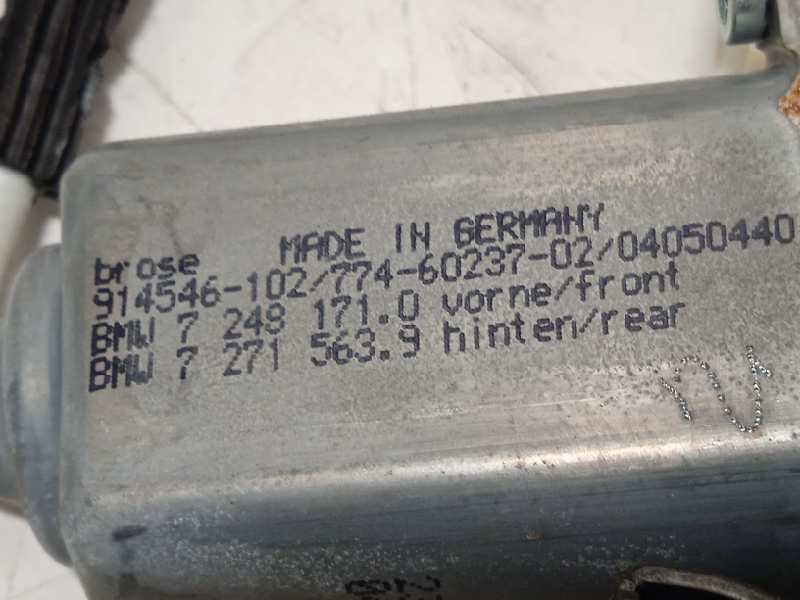 brose MADE IN GERMANY
914546-102/774-60237-02/04050440
BMW 7 248 171.0 vorne/front
BMW 7 271 563.9 hinten/rear